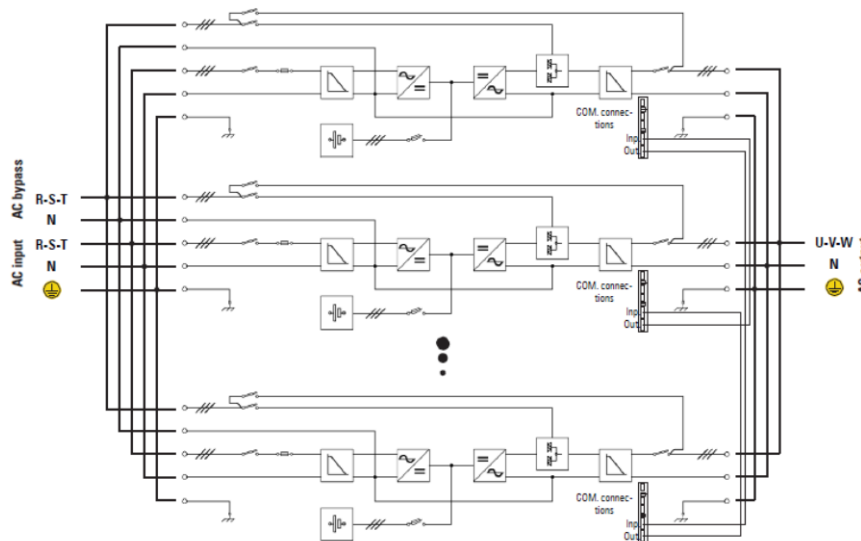 COM. connec-
tions
Inp
Out
AC bypass
R-S-T
N
AC input
R-S-T
N
U-V-W
N
COM. connec-
tions
Inp
Out
COM. connec-
tions
Inp
Out